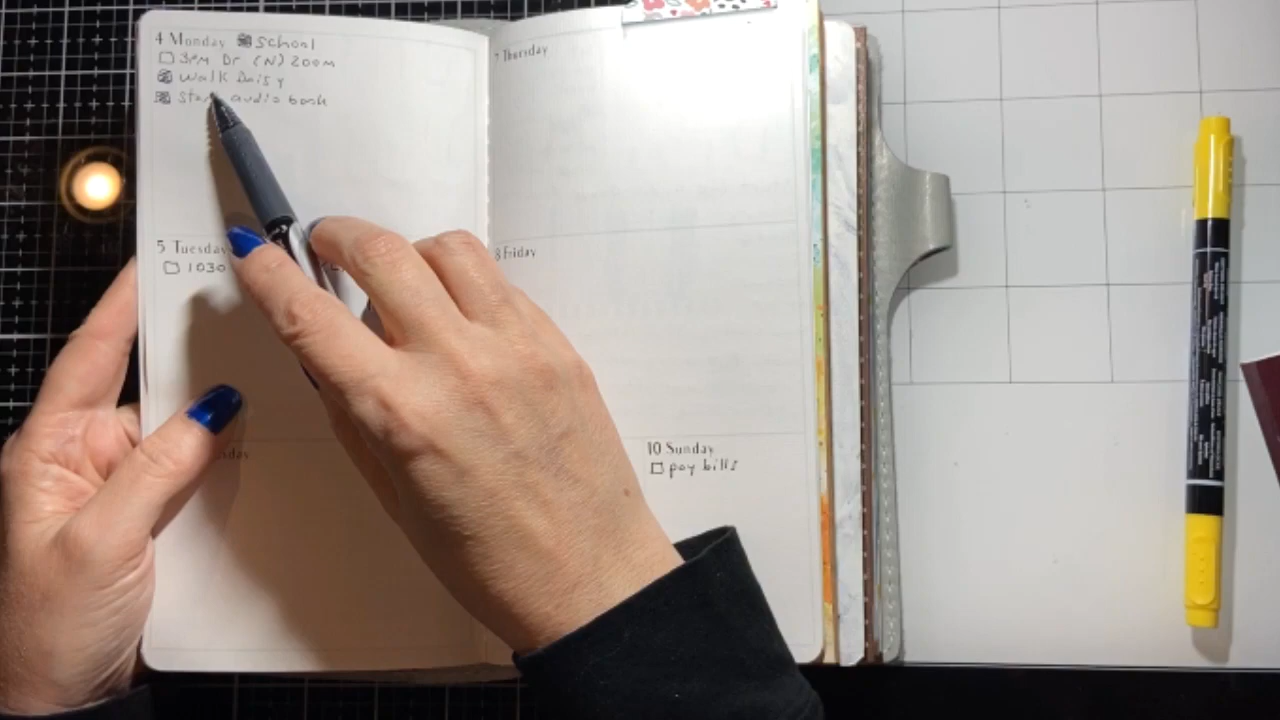 4 Monday School
3pm Dr (N) Zoom
Walk Daisy
audio book
5 Tuesday
1030
7 Thursday
8 Friday
10 Sunday
pay bills